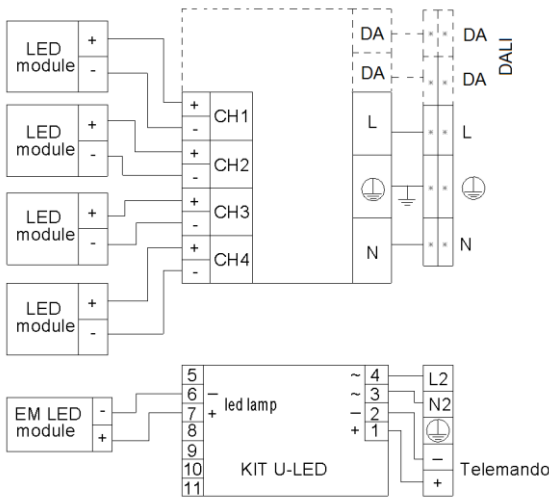 LED module + -
LED module + -
LED module + -
LED module + -
+ - CH1
+ - CH2
+ - CH3
+ - CH4
DA DA
DA DA
DALI
L L
N N
EM LED module - +
5
6 –
7 +
8
9
10
11
led lamp
KIT U-LED
~ 4 L2
~ 3 N2
– 2
+ 1
–
+
Telemando